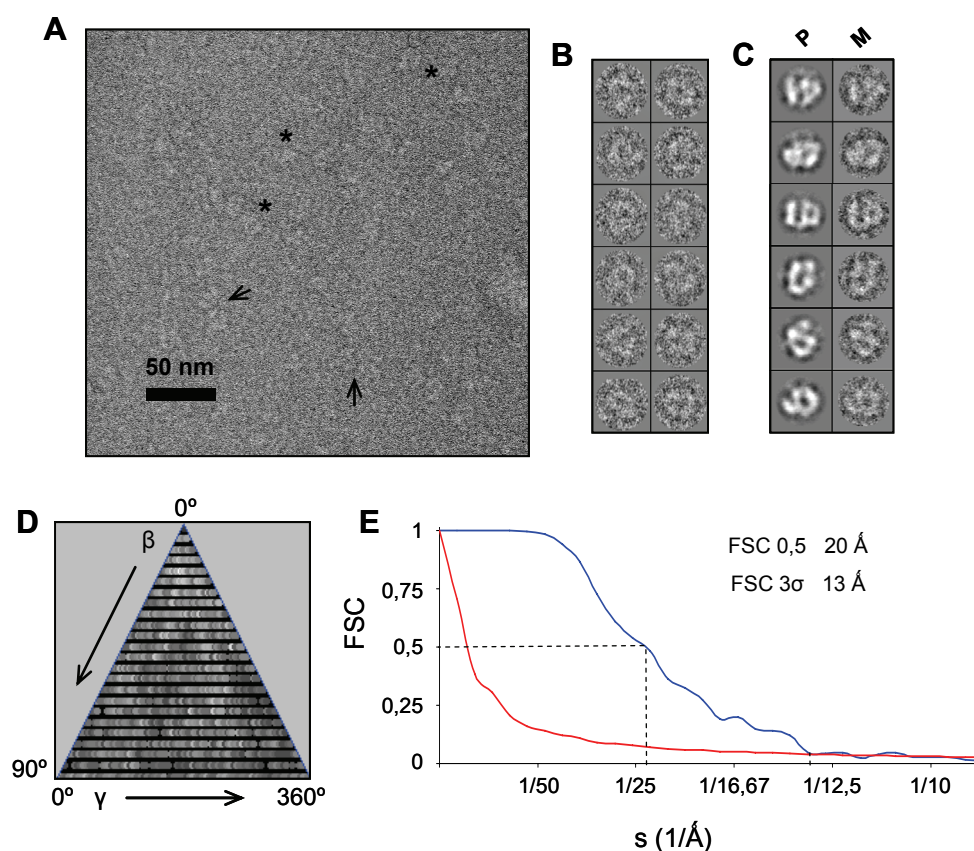 A
*
*
*
50 nm
B
C
P M
D
0º
β
90º
0º γ 360º
E
FSC
1
0,75
0,5
0,25
0
FSC 0,5 20 Ǻ
FSC 3σ 13 Ǻ
1/50 1/25 1/16,67 1/12,5 1/10
s (1/Ǻ)